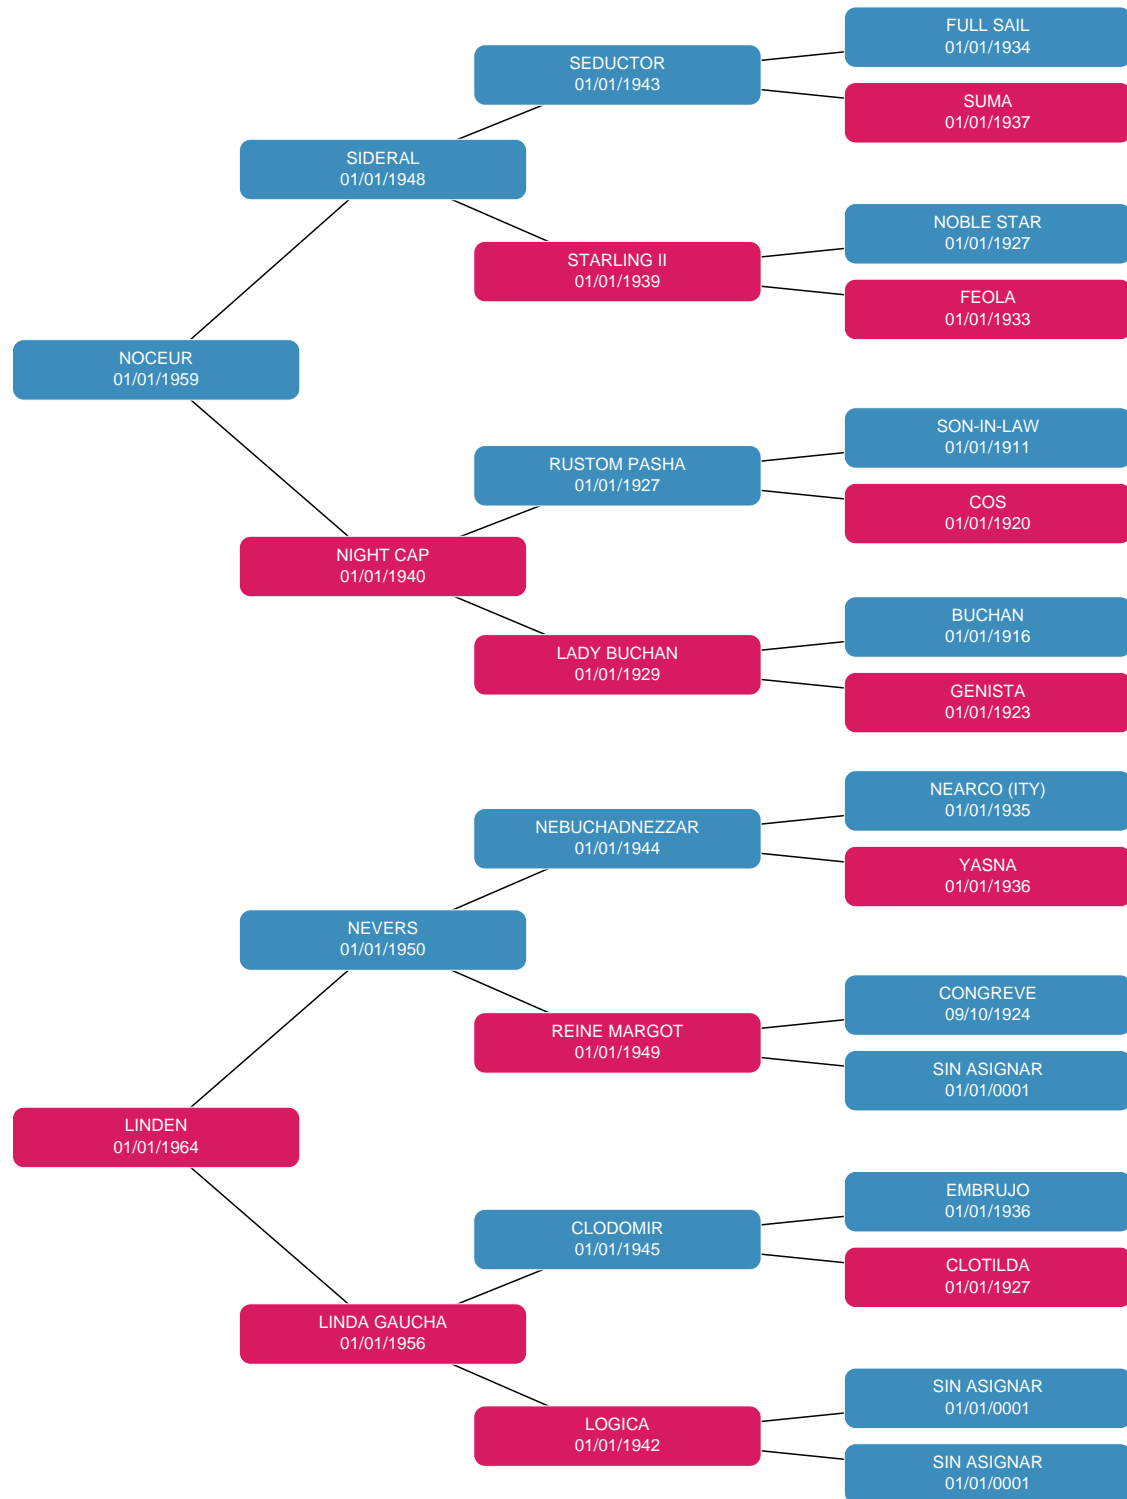 FULL SAIL
01/01/1934
SEDUCTOR
01/01/1943
SUMA
01/01/1937
SIDERAL
01/01/1948
NOBLE STAR
01/01/1927
STARLING II
01/01/1939
FEOLA
01/01/1933
NOCEUR
01/01/1959
SON-IN-LAW
01/01/1911
RUSTOM PASHA
01/01/1927
COS
01/01/1920
NIGHT CAP
01/01/1940
BUCHAN
01/01/1916
LADY BUCHAN
01/01/1929
GENISTA
01/01/1923
NEARCO (ITY)
01/01/1935
NEBUCHADNEZZAR
01/01/1944
YASNA
01/01/1936
NEVERS
01/01/1950
CONGREVE
09/10/1924
REINE MARGOT
01/01/1949
SIN ASIGNAR
01/01/0001
LINDEN
01/01/1964
EMBRUJO
01/01/1936
CLODOMIR
01/01/1945
CLOTILDA
01/01/1927
LINDA GAUCHA
01/01/1956
SIN ASIGNAR
01/01/0001
LOGICA
01/01/1942
SIN ASIGNAR
01/01/0001